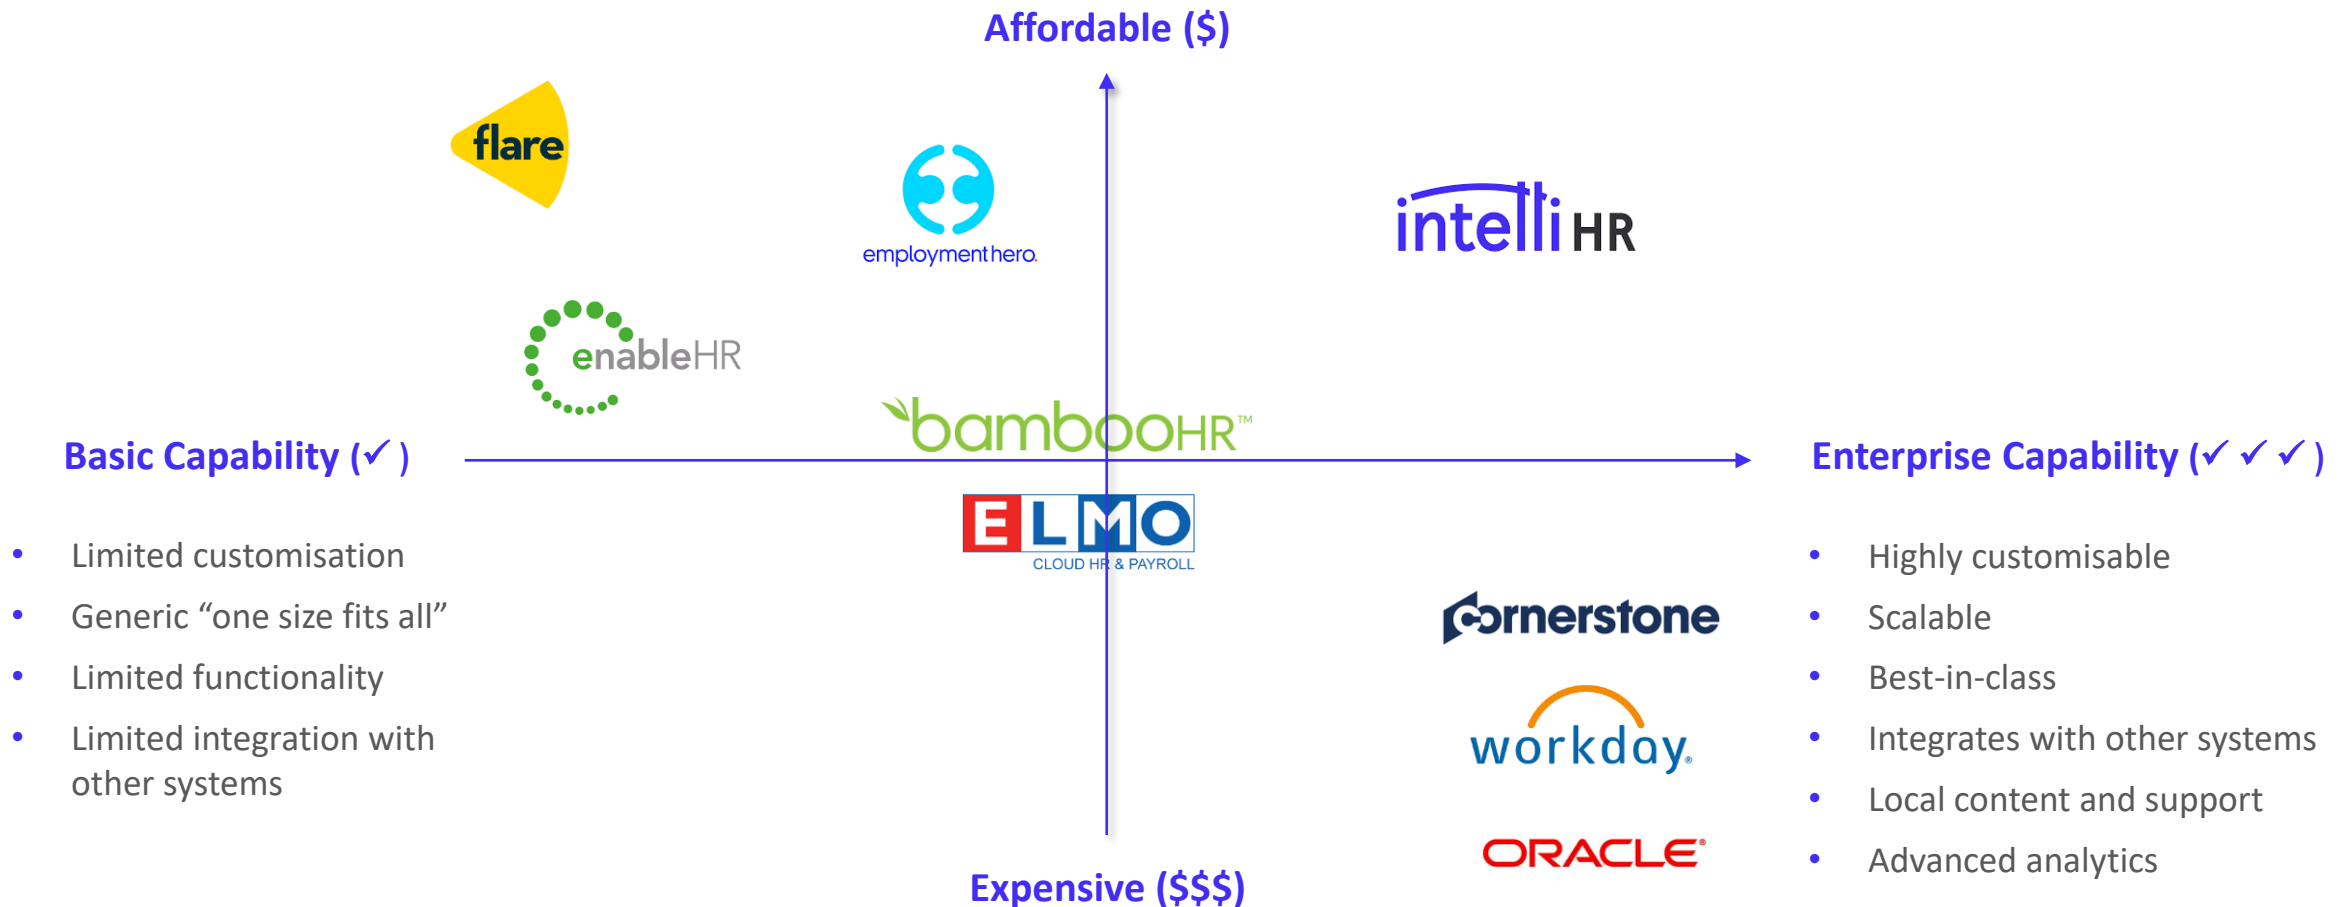 Affordable ($)
flare
employmenthero.
intelliHR
enableHR
bambooHR™
Basic Capability (✓)
Enterprise Capability (✓ ✓ ✓)
ELMO
CLOUD HR & PAYROLL
• Limited customisation
• Generic “one size fits all”
• Limited functionality
• Limited integration with
other systems
cornerstone
workday®
ORACLE®
• Highly customisable
• Scalable
• Best-in-class
• Integrates with other systems
• Local content and support
• Advanced analytics
Expensive ($$$)